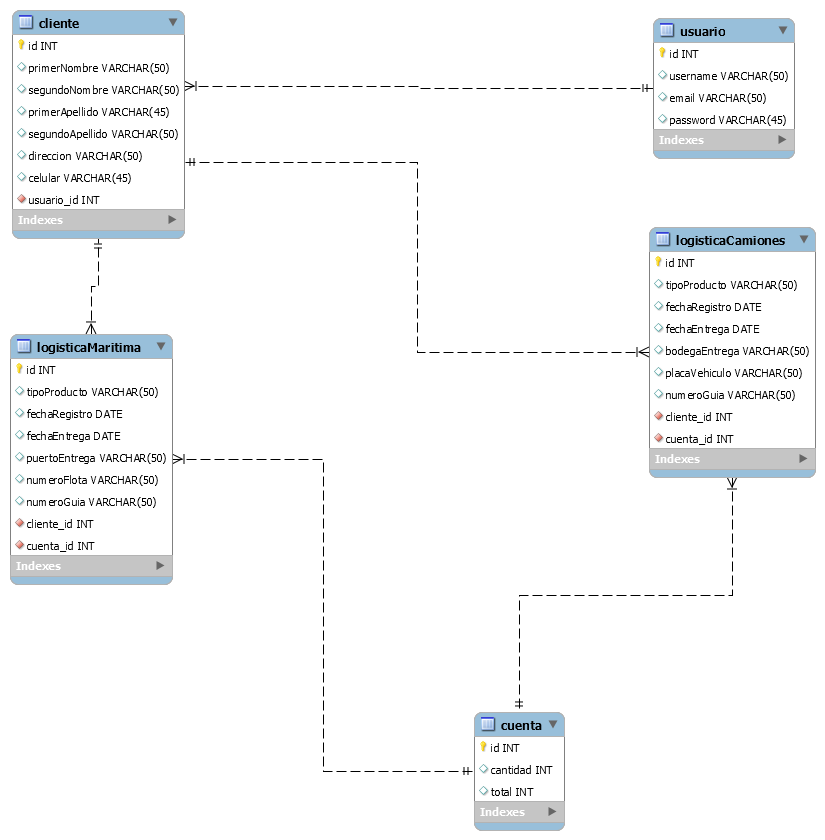 cliente
id INT
primerNombre VARCHAR(50)
segundoNombre VARCHAR(50)
primerApellido VARCHAR(45)
segundoApellido VARCHAR(50)
direccion VARCHAR(50)
celular VARCHAR(45)
usuario_id INT
Indexes
usuario
id INT
username VARCHAR(50)
email VARCHAR(50)
password VARCHAR(45)
Indexes
logisticaCamiones
id INT
tipoProducto VARCHAR(50)
fechaRegistro DATE
fechaEntrega DATE
bodegaEntrega VARCHAR(50)
placaVehiculo VARCHAR(50)
numeroGuia VARCHAR(50)
cliente_id INT
cuenta_id INT
Indexes
logisticaMaritima
id INT
tipoProducto VARCHAR(50)
fechaRegistro DATE
fechaEntrega DATE
puertoEntrega VARCHAR(50)
numeroFlota VARCHAR(50)
numeroGuia VARCHAR(50)
cliente_id INT
cuenta_id INT
Indexes
cuenta
id INT
cantidad INT
total INT
Indexes